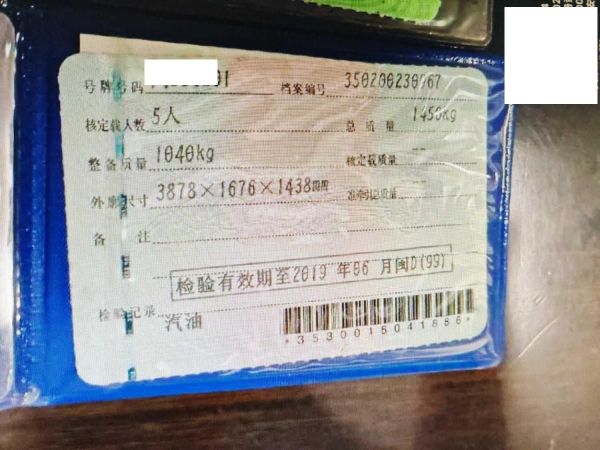 号牌号码 档案编号 350200230967
核定载人数 5人 总质量 1450kg
整备质量 1040kg 核定载质量 --
外廓尺寸 3878×1676×1438mm 准牵引总质量 --
备注
检验有效期至2019年06月闽D(99)
检验记录
汽油
*3530015041886*